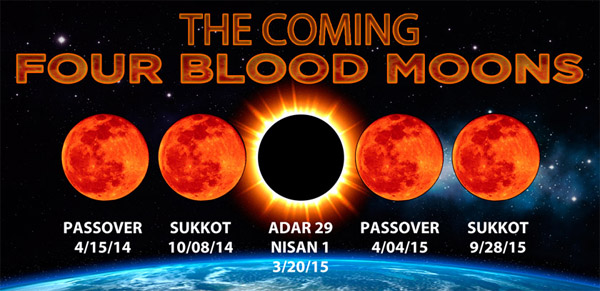 THE COMING
FOUR BLOOD MOONS
PASSOVER
4/15/14
SUKKOT
10/08/14
ADAR 29
NISAN 1
3/20/15
PASSOVER
4/04/15
SUKKOT
9/28/15